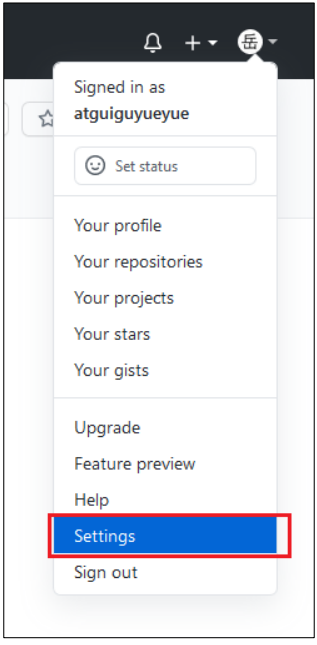 岳
Signed in as
atguiguyueyue
Set status
Your profile
Your repositories
Your projects
Your stars
Your gists
Upgrade
Feature preview
Help
Settings
Sign out